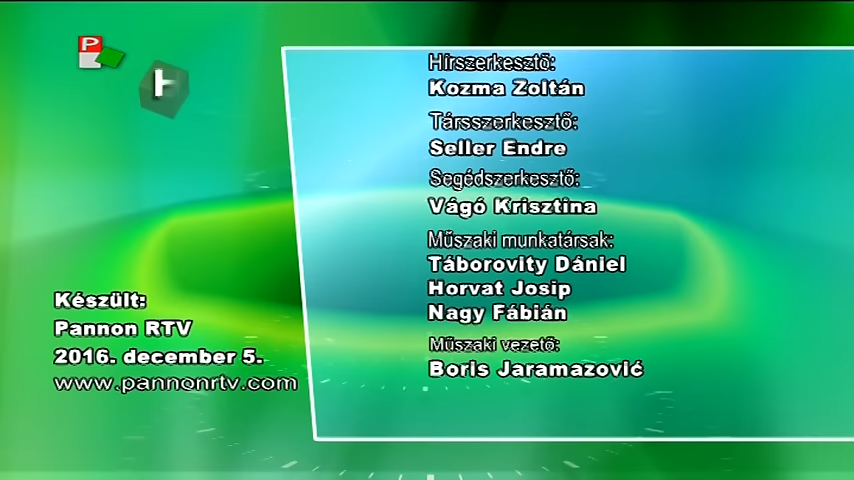 P
H
Hírszerkesztő:
Kozma Zoltán
Társszerkesztő:
Seller Endre
Segédszerkesztő:
Vágó Krisztina
Műszaki munkatársak:
Táborovity Dániel
Horvat Josip
Nagy Fábián
Műszaki vezető:
Boris Jaramazović
Készült:
Pannon RTV
2016. december 5.
www.pannonrtv.com